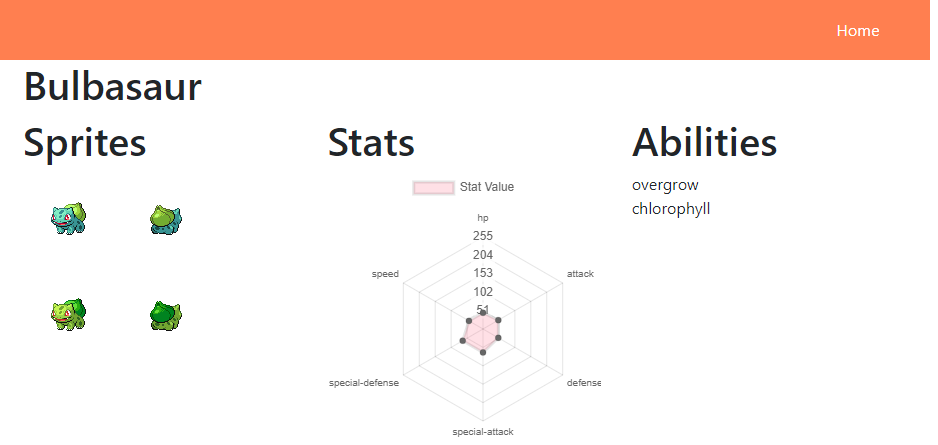 Home
Bulbasaur
Sprites
Stats
Abilities
Stat Value
overgrow
chlorophyll
hp
255
204
153
102
51
speed
attack
special-defense
defense
special-attack